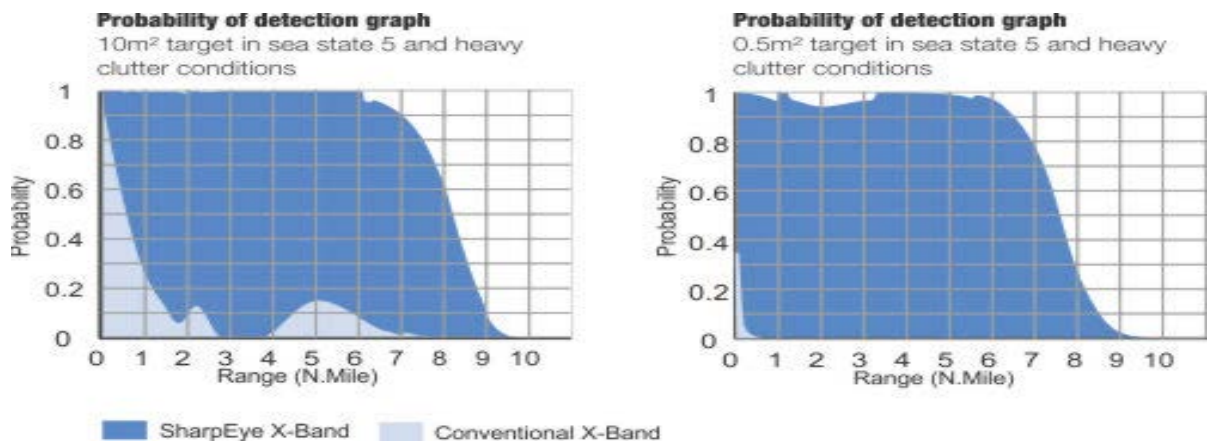 Probability of detection graph
10m² target in sea state 5 and heavy
clutter conditions
1
0.8
0.6
0.4
0.2
0
Probability
0 1 2 3 4 5 6 7 8 9 10
Range (N.Mile)
Probability of detection graph
0.5m² target in sea state 5 and heavy
clutter conditions
1
0.8
0.6
0.4
0.2
0
Probability
0 1 2 3 4 5 6 7 8 9 10
Range (N.Mile)
SharpEye X-Band Conventional X-Band